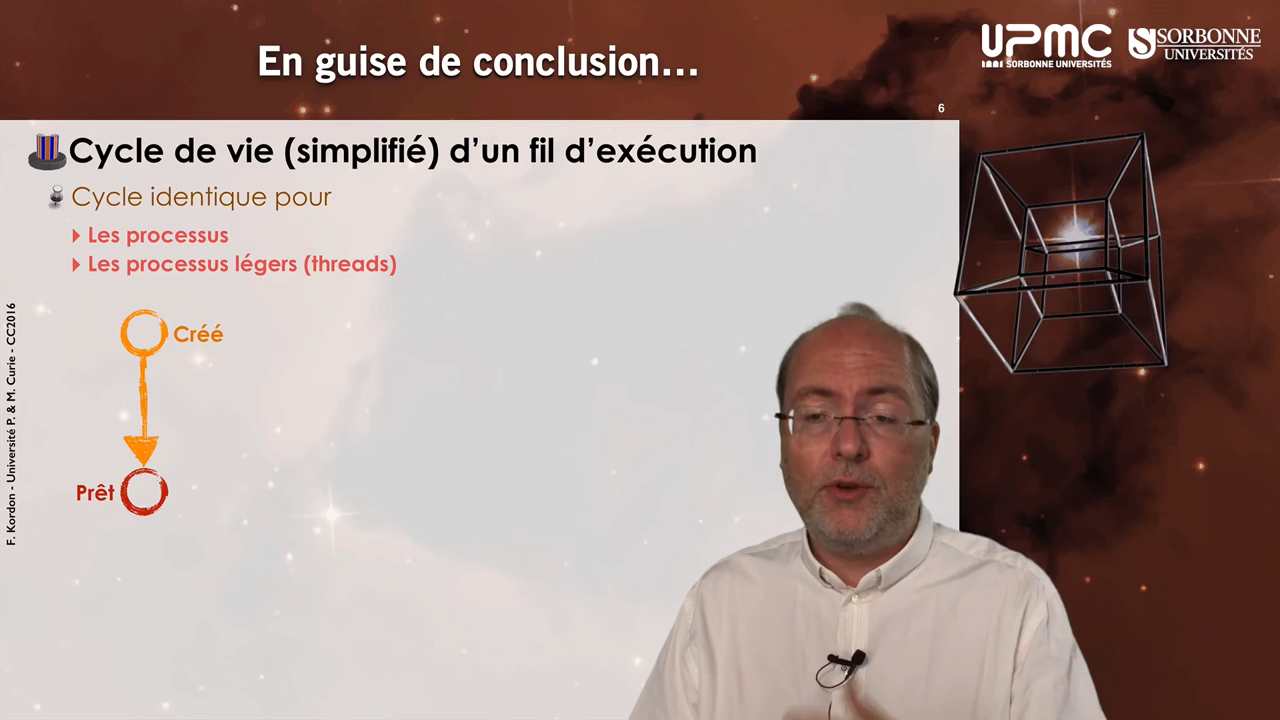 En guise de conclusion...
UPMC
SORBONNE UNIVERSITÉS
SORBONNE
UNIVERSITÉS
6
Cycle de vie (simplifié) d’un fil d’exécution
Cycle identique pour
Les processus
Les processus légers (threads)
Créé
Prêt
F. Kordon - Université P. & M. Curie - CC2016